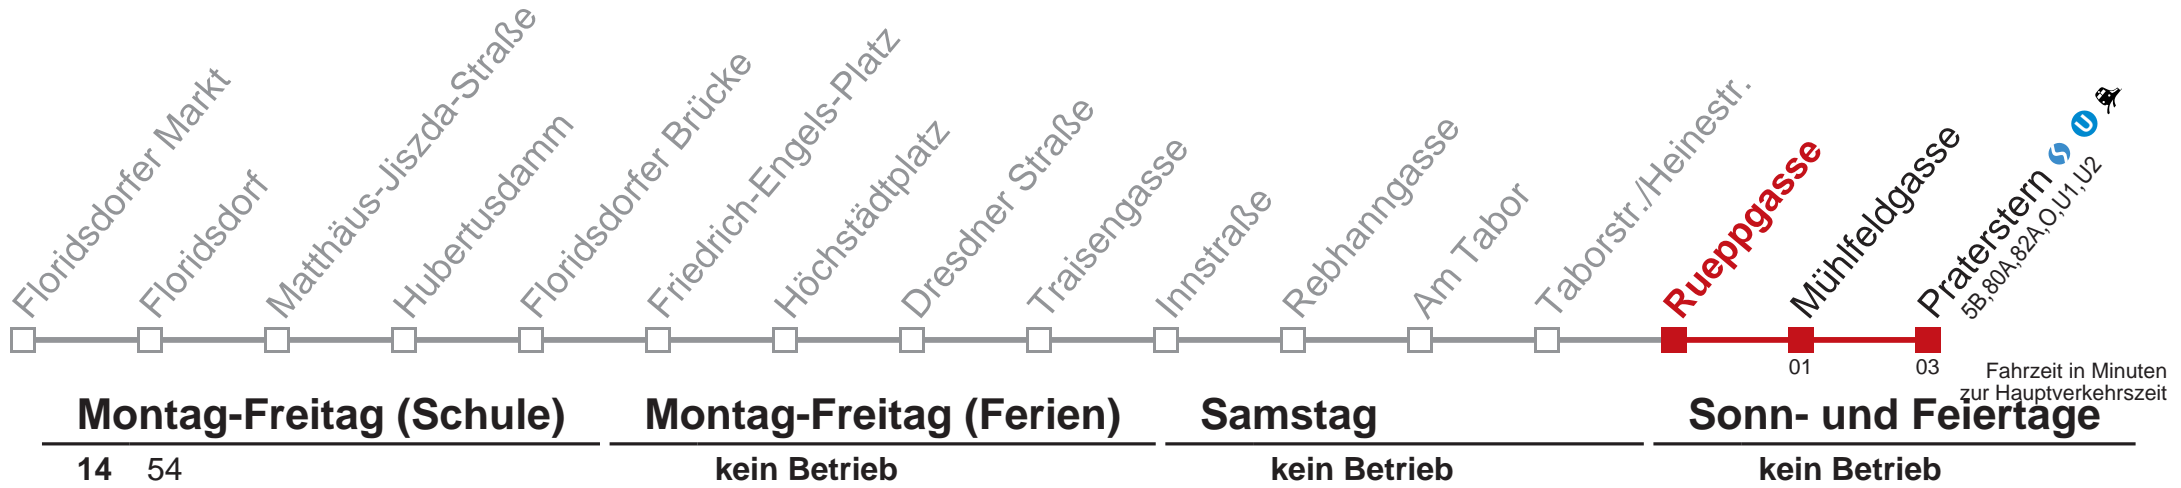 Floridsdorfer Markt
Floridsdorf
Matthäus-Jiszda-Straße
Hubertusdamm
Floridsdorfer Brücke
Friedrich-Engels-Platz
Höchstädtplatz
Dresdner Straße
Traisengasse
Innstraße
Rebhanngasse
Am Tabor
Taborstr./Heinestr.
Rueppgasse
Mühlfeldgasse
Praterstern S U
5B,80A,82A,O,U1,U2
01 03
Fahrzeit in Minuten
zur Hauptverkehrszeit
Montag-Freitag (Schule) Montag-Freitag (Ferien) Samstag Sonn- und Feiertage
14 54 kein Betrieb kein Betrieb kein Betrieb